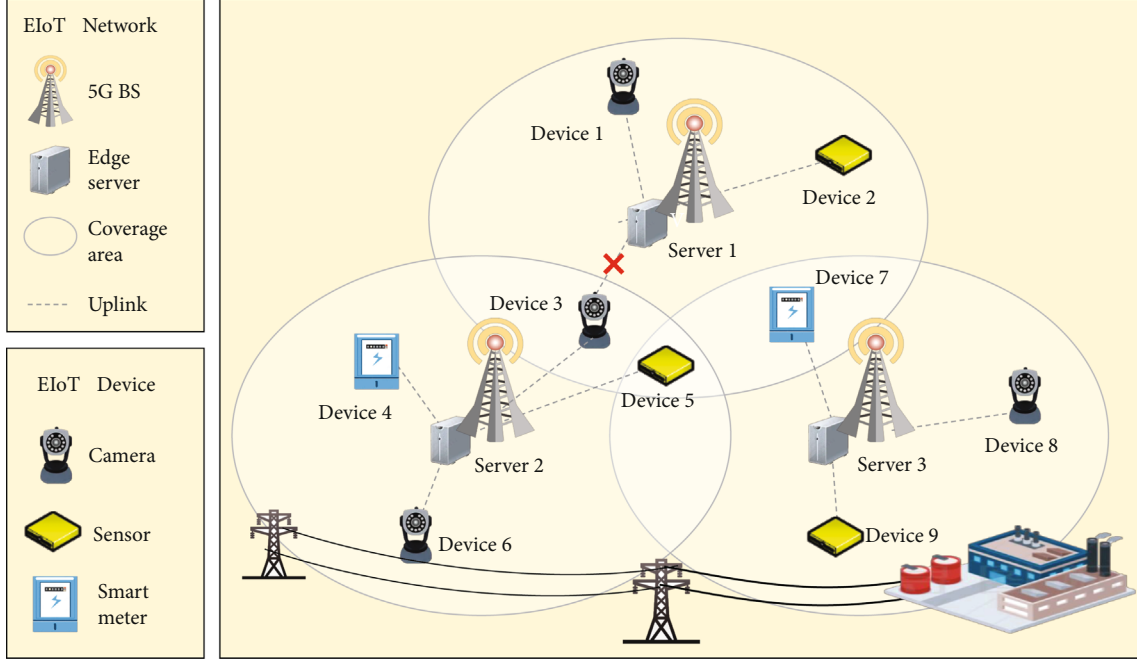 EIoT Network
5G BS
Edge
server
Coverage
area
Uplink
EIoT Device
Camera
Sensor
Smart
meter
Device 1
Device 2
Server 1
Device 7
Device 3
Device 4
Device 5
Device 8
Server 2
Server 3
Device 6
Device 9